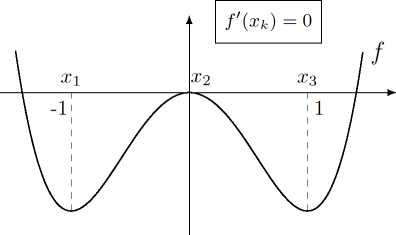 f′(x_k) = 0
f
x_1 x_2 x_3
-1 1